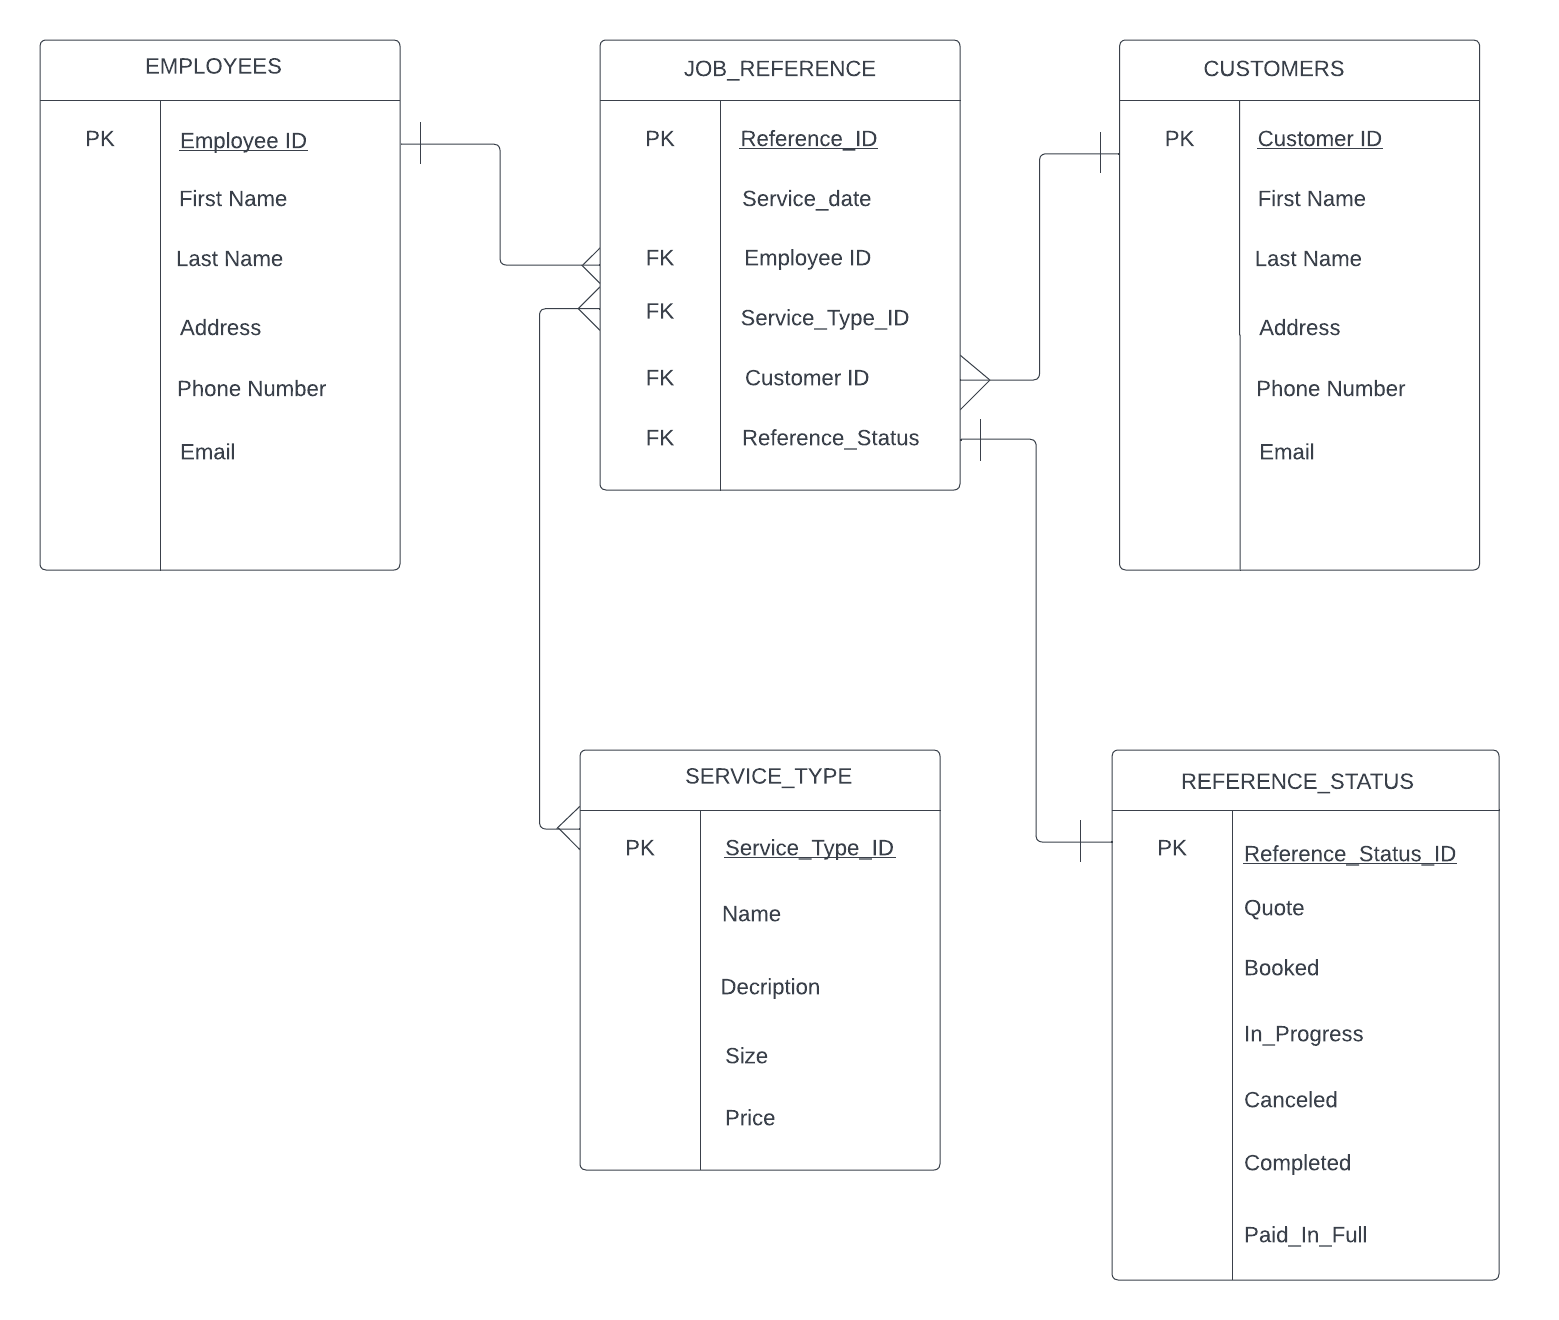 EMPLOYEES
PK Employee ID
First Name
Last Name
Address
Phone Number
Email
JOB_REFERENCE
PK Reference_ID
Service_date
FK Employee ID
FK Service_Type_ID
FK Customer ID
FK Reference_Status
CUSTOMERS
PK Customer ID
First Name
Last Name
Address
Phone Number
Email
SERVICE_TYPE
PK Service_Type_ID
Name
Decription
Size
Price
REFERENCE_STATUS
PK Reference_Status_ID
Quote
Booked
In_Progress
Canceled
Completed
Paid_In_Full